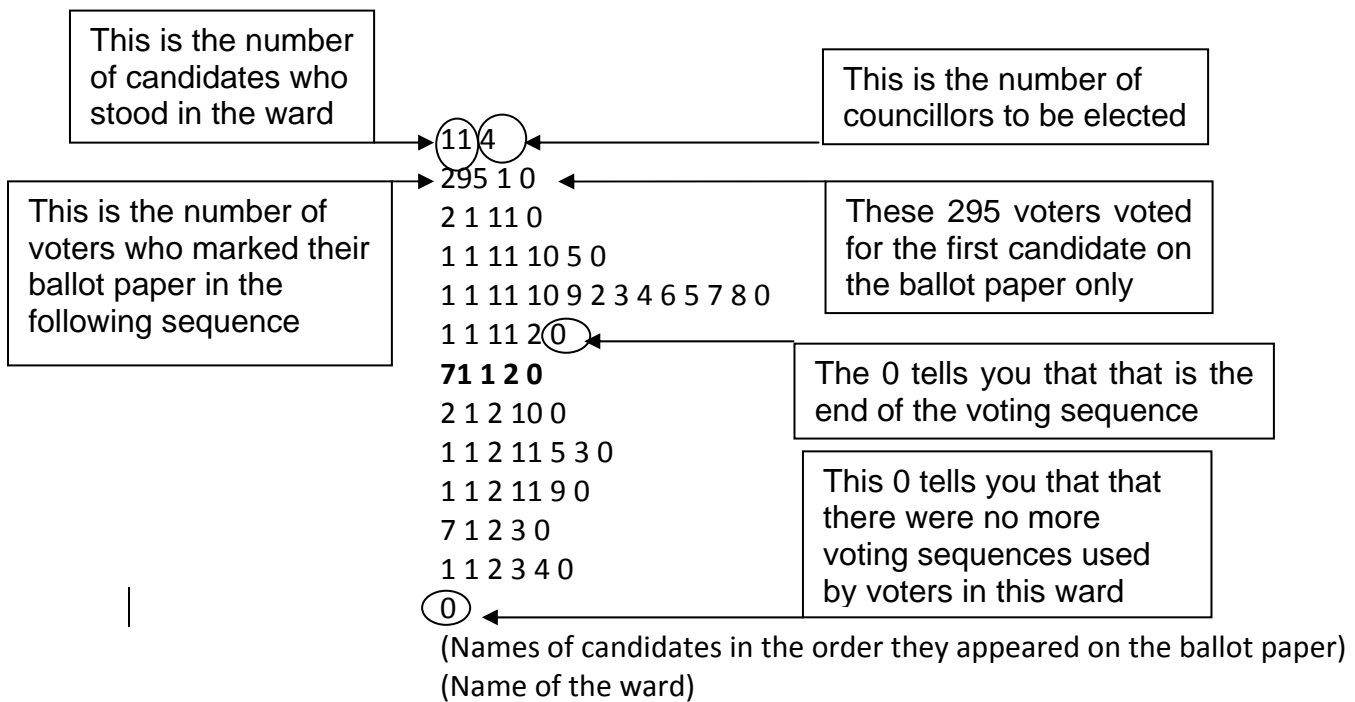 This is the number
of candidates who
stood in the ward
This is the number of
councillors to be elected
11 4
295 1 0
This is the number of
voters who marked their
ballot paper in the
following sequence
These 295 voters voted
for the first candidate on
the ballot paper only
2 1 11 0
1 1 11 10 5 0
1 1 11 10 9 2 3 4 6 5 7 8 0
1 1 11 2 0
71 1 2 0
The 0 tells you that that is the
end of the voting sequence
2 1 2 10 0
1 1 2 11 5 3 0
1 1 2 11 9 0
7 1 2 3 0
1 1 2 3 4 0
This 0 tells you that that
there were no more
voting sequences used
by voters in this ward
0
(Names of candidates in the order they appeared on the ballot paper)
(Name of the ward)